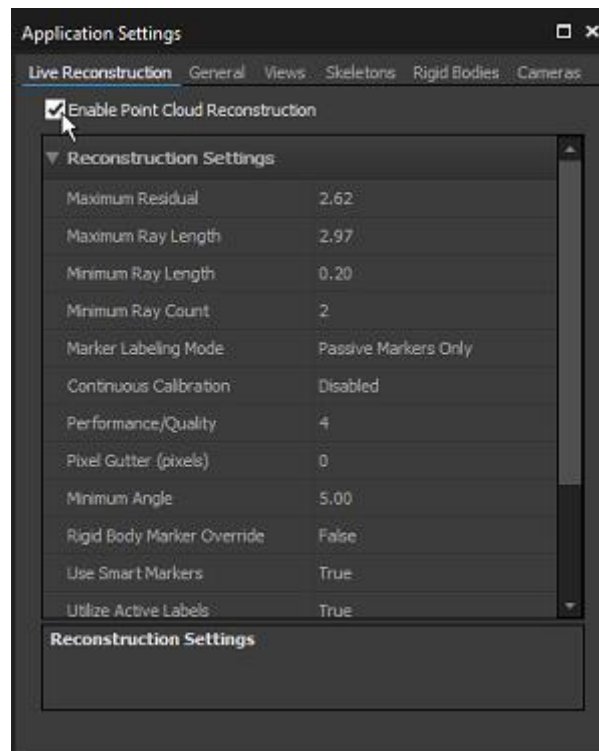 Application Settings
Live Reconstruction General Views Skeletons Rigid Bodies Cameras
Enable Point Cloud Reconstruction
Reconstruction Settings
Maximum Residual 2.62
Maximum Ray Length 2.97
Minimum Ray Length 0.20
Minimum Ray Count 2
Marker Labeling Mode Passive Markers Only
Continuous Calibration Disabled
Performance/Quality 4
Pixel Gutter (pixels) 0
Minimum Angle 5.00
Rigid Body Marker Override False
Use Smart Markers True
Utilize Active Labels True
Reconstruction Settings